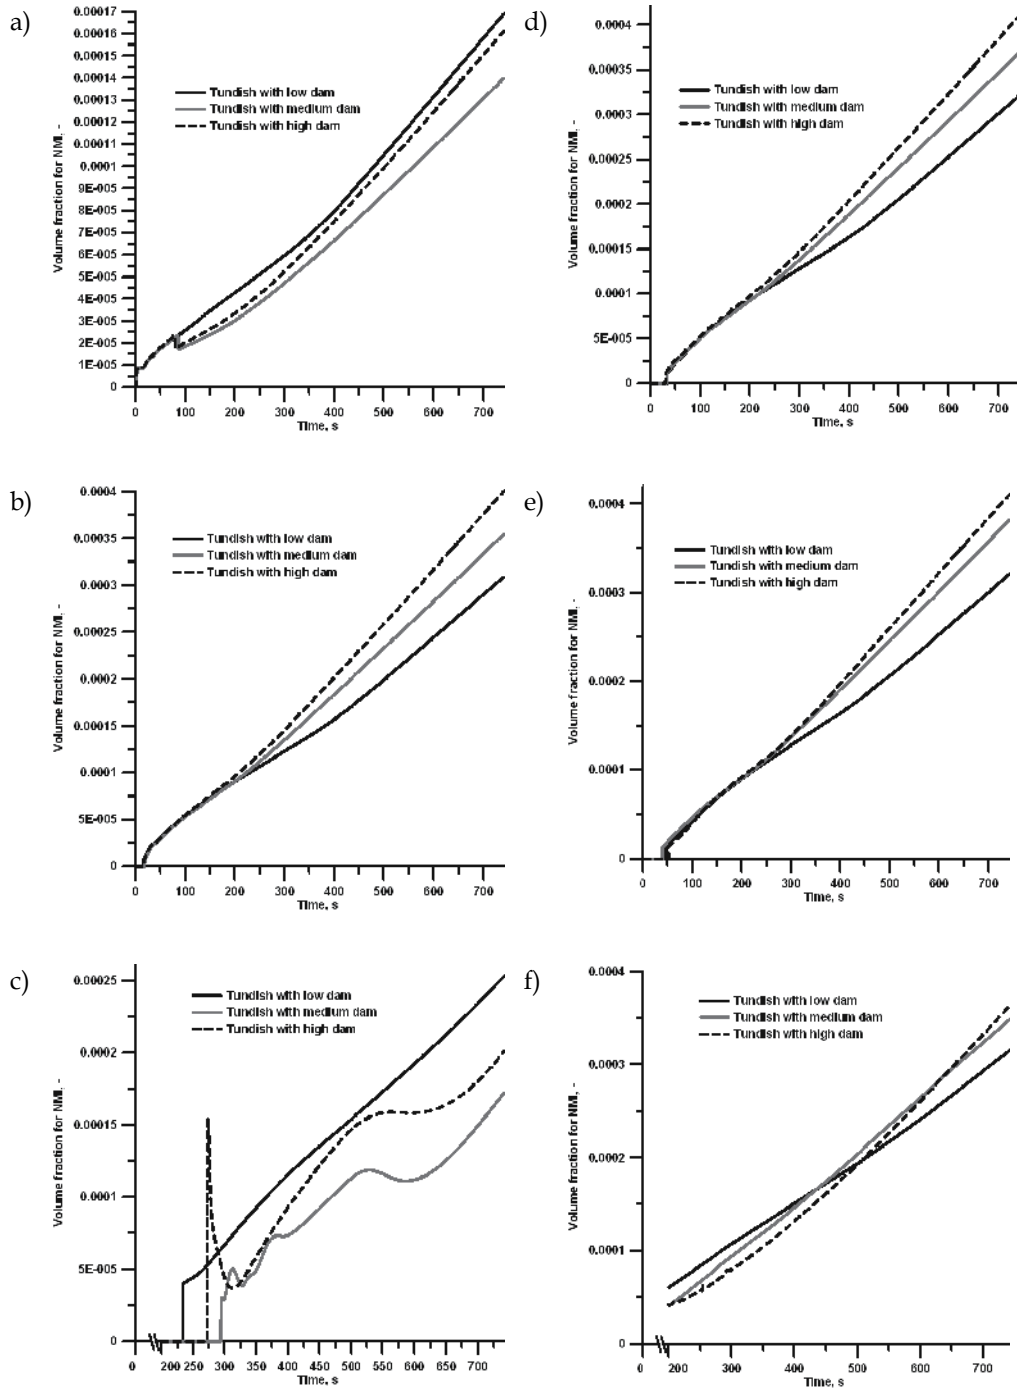 a)
0.00017
0.00016
0.00014
0.00013
0.00012
0.00011
0.0001
9E-005
8E-005
7E-005
6E-005
5E-005
4E-005
3E-005
2E-005
1E-005
0
Volume fraction for NMI, -
Tundish with low dam
Tundish with medium dam
Tundish with high dam
0 100 200 300 400 500 600 700
Time, s
d)
0.0004
0.00035
0.0003
0.00025
0.0002
0.00015
0.0001
5E-005
0
Volume fraction for NMI, -
Tundish with low dam
Tundish with medium dam
Tundish with high dam
0 100 200 300 400 500 600 700
Time, s
b)
0.0004
0.00035
0.0003
0.00025
0.0002
0.00015
0.0001
5E-005
0
Volume fraction for NMI, -
Tundish with low dam
Tundish with medium dam
Tundish with high dam
0 100 200 300 400 500 600 700
Time, s
e)
0.0004
0.0003
0.0002
0.0001
0
Volume fraction for NMI, -
Tundish with low dam
Tundish with medium dam
Tundish with high dam
0 100 200 300 400 500 600 700
Time, s
c)
0.00025
0.0002
0.00015
0.0001
5E-005
0
Volume fraction for NMI, -
Tundish with low dam
Tundish with medium dam
Tundish with high dam
0 200 250 300 350 400 450 500 550 600 650 700
Time, s
f)
0.0004
0.0003
0.0002
0.0001
0
Volume fraction for NMI, -
Tundish with low dam
Tundish with medium dam
Tundish with high dam
0 200 300 400 500 600 700
Time, s